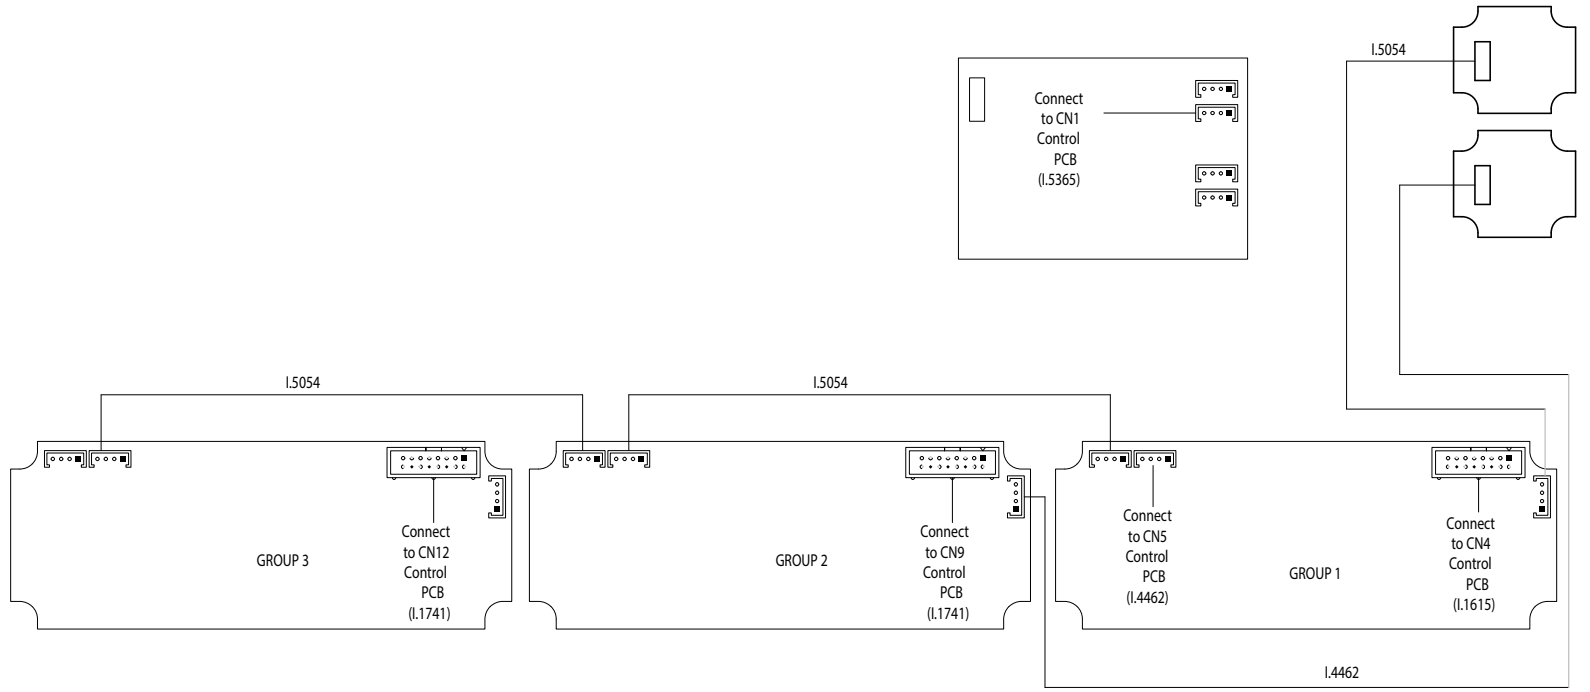 I.5054
Connect
to CN1
Control
PCB
(I.5365)
I.5054
I.5054
Connect
to CN12
Control
PCB
(I.1741)
GROUP 3
Connect
to CN9
Control
PCB
(I.1741)
GROUP 2
Connect
to CN5
Control
PCB
(I.4462)
GROUP 1
Connect
to CN4
Control
PCB
(I.1615)
I.4462